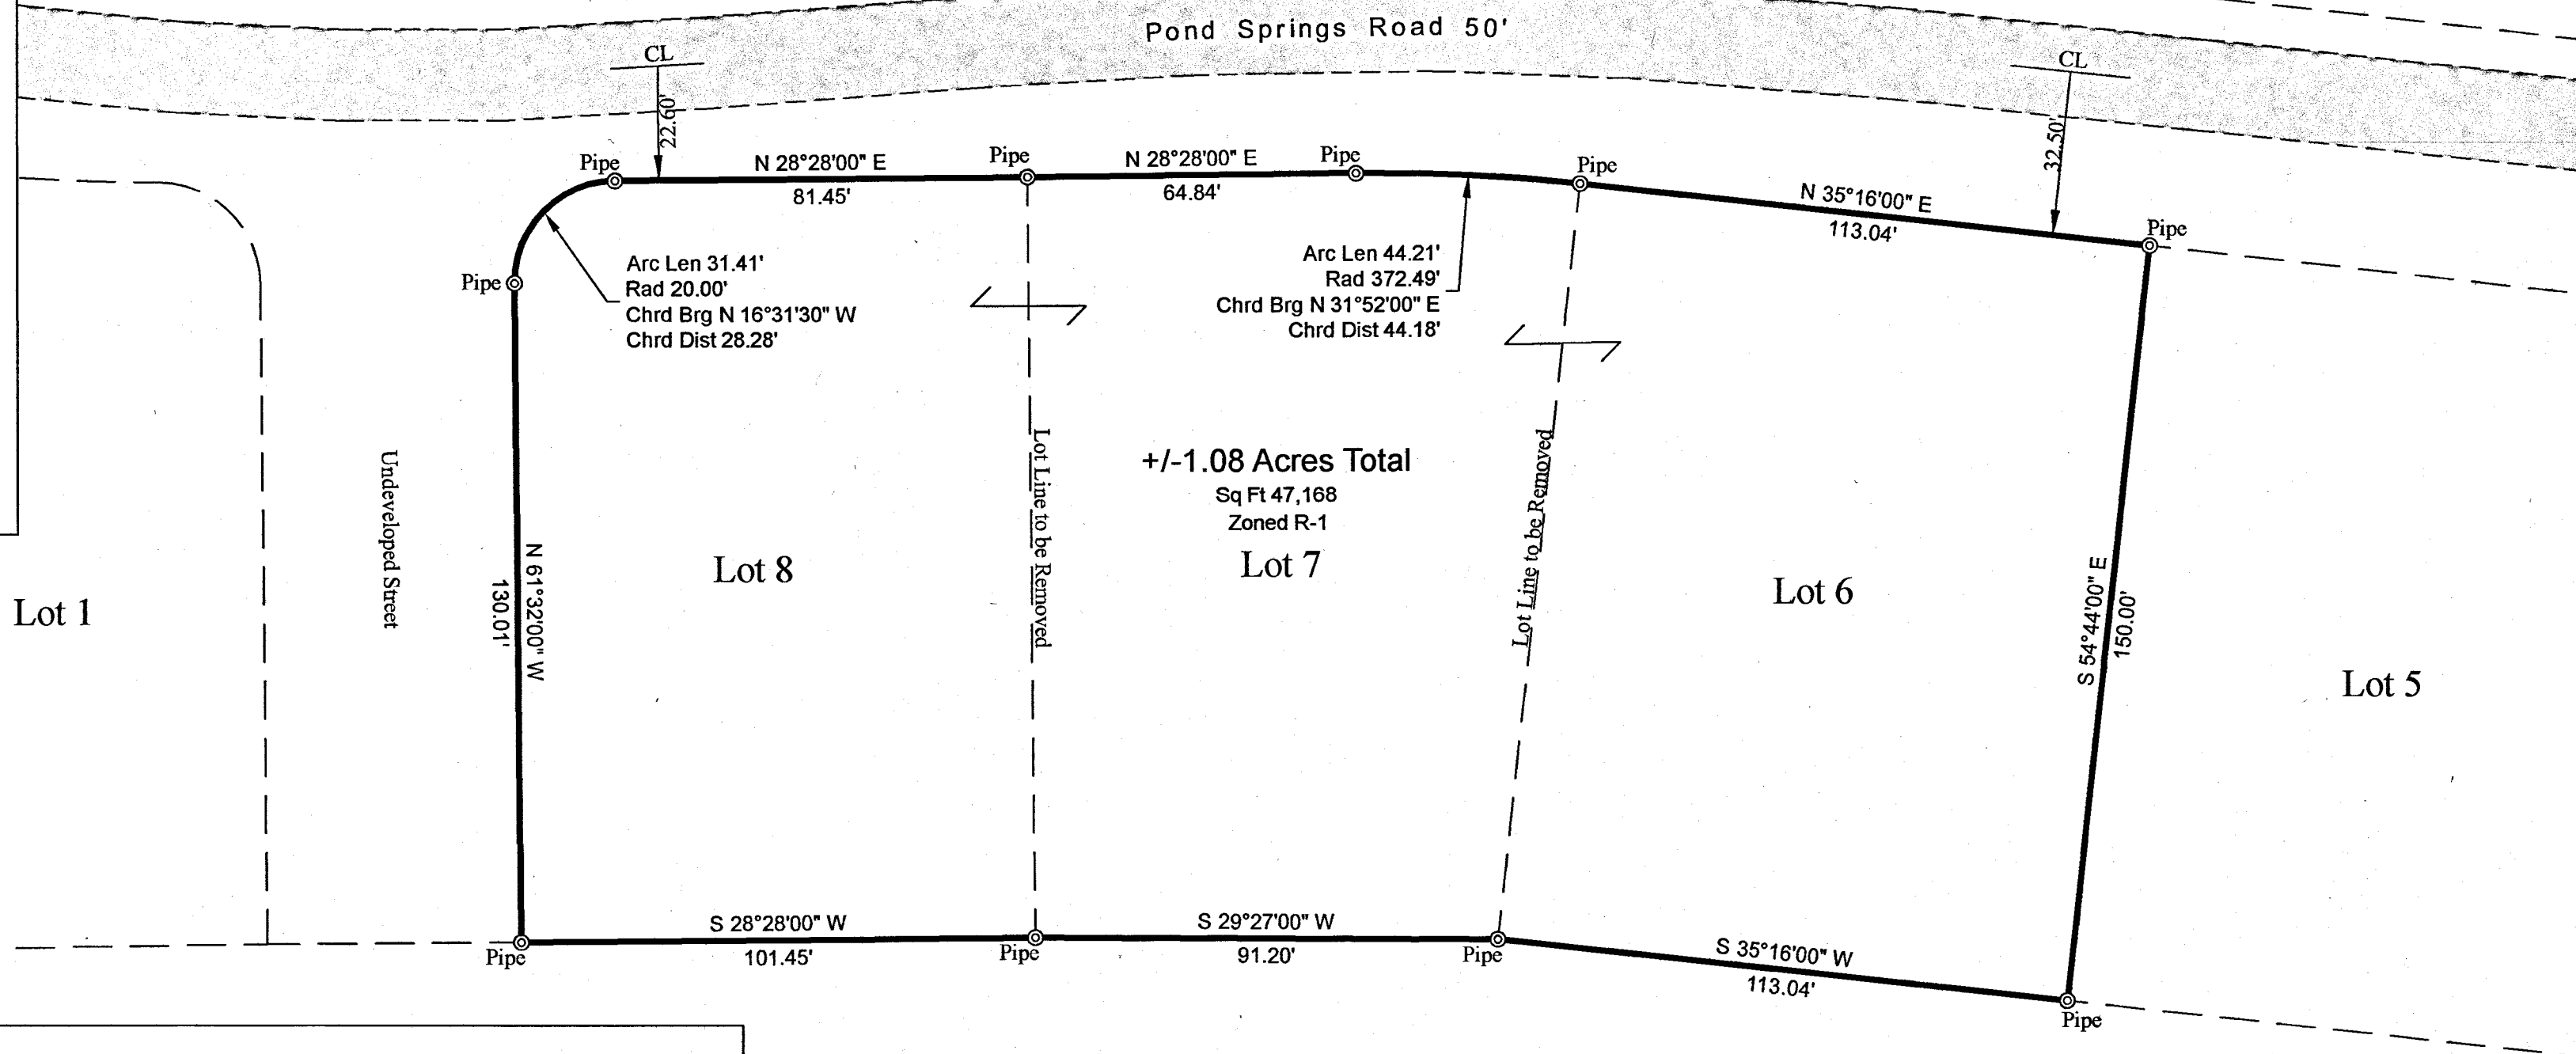 Pond Springs Road 50'
CL
22.60'
CL
32.50'
Pipe
N 28°28'00" E
81.45'
Pipe
N 28°28'00" E
64.84'
Pipe
Pipe
N 35°16'00" E
113.04'
Pipe
Pipe
Arc Len 31.41'
Rad 20.00'
Chrd Brg N 16°31'30" W
Chrd Dist 28.28'
Arc Len 44.21'
Rad 372.49'
Chrd Brg N 31°52'00" E
Chrd Dist 44.18'
Undeveloped Street
N 61°32'00" W
130.01'
Lot Line to be Removed
+/-1.08 Acres Total
Sq Ft 47,168
Zoned R-1
Lot Line to be Removed
S 54°44'00" E
150.00'
Lot 1
Lot 8
Lot 7
Lot 6
Lot 5
S 28°28'00" W
101.45'
S 29°27'00" W
91.20'
S 35°16'00" W
113.04'
Pipe
Pipe
Pipe
Pipe